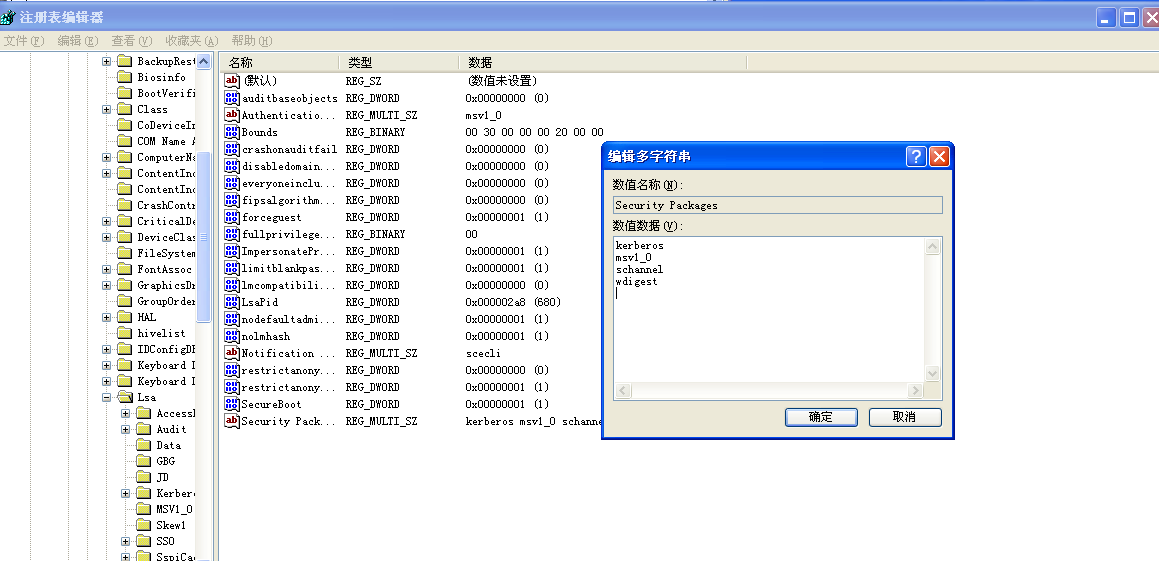 注册表编辑器
文件(F) 编辑(E) 查看(V) 收藏夹(A) 帮助(H)
BackupRest
Biosinfo
BootVerifi
Class
CoDeviceIn
COM Name A
ComputerNa
ContentInd
ContentInd
CrashContr
CriticalDe
DeviceClas
FileSystem
FontAssoc
GraphicsDr
GroupOrder
HAL
hivelist
IDConfigDB
Keyboard L
Keyboard L
Lsa
AccessP
Audit
Data
GBG
JD
Kerbero
MSV1_0
Skew1
SSO
SspiCac
名称 类型 数据
(默认) REG_SZ (数值未设置)
auditbaseobjects REG_DWORD 0x00000000 (0)
Authenticatio... REG_MULTI_SZ msv1_0
Bounds REG_BINARY 00 30 00 00 00 20 00 00
crashonauditfail REG_DWORD 0x00000000 (0)
disabledomain... REG_DWORD 0x00000000 (0)
everyoneinclu... REG_DWORD 0x00000000 (0)
fipsalgorithm... REG_DWORD 0x00000000 (0)
forceguest REG_DWORD 0x00000001 (1)
fullprivilege... REG_BINARY 00
ImpersonatePr... REG_DWORD 0x00000001 (1)
limitblankpas... REG_DWORD 0x00000001 (1)
lmcompatibili... REG_DWORD 0x00000000 (0)
LsaPid REG_DWORD 0x000002a8 (680)
nodefaultadmi... REG_DWORD 0x00000001 (1)
nolmhash REG_DWORD 0x00000001 (1)
Notification ... REG_MULTI_SZ scecli
restrictanony... REG_DWORD 0x00000000 (0)
restrictanony... REG_DWORD 0x00000001 (1)
SecureBoot REG_DWORD 0x00000001 (1)
Security Pack... REG_MULTI_SZ kerberos msv1_0 schanne
编辑多字符串
数值名称(N):
Security Packages
数值数据(V):
kerberos
msv1_0
schannel
wdigest
确定 取消